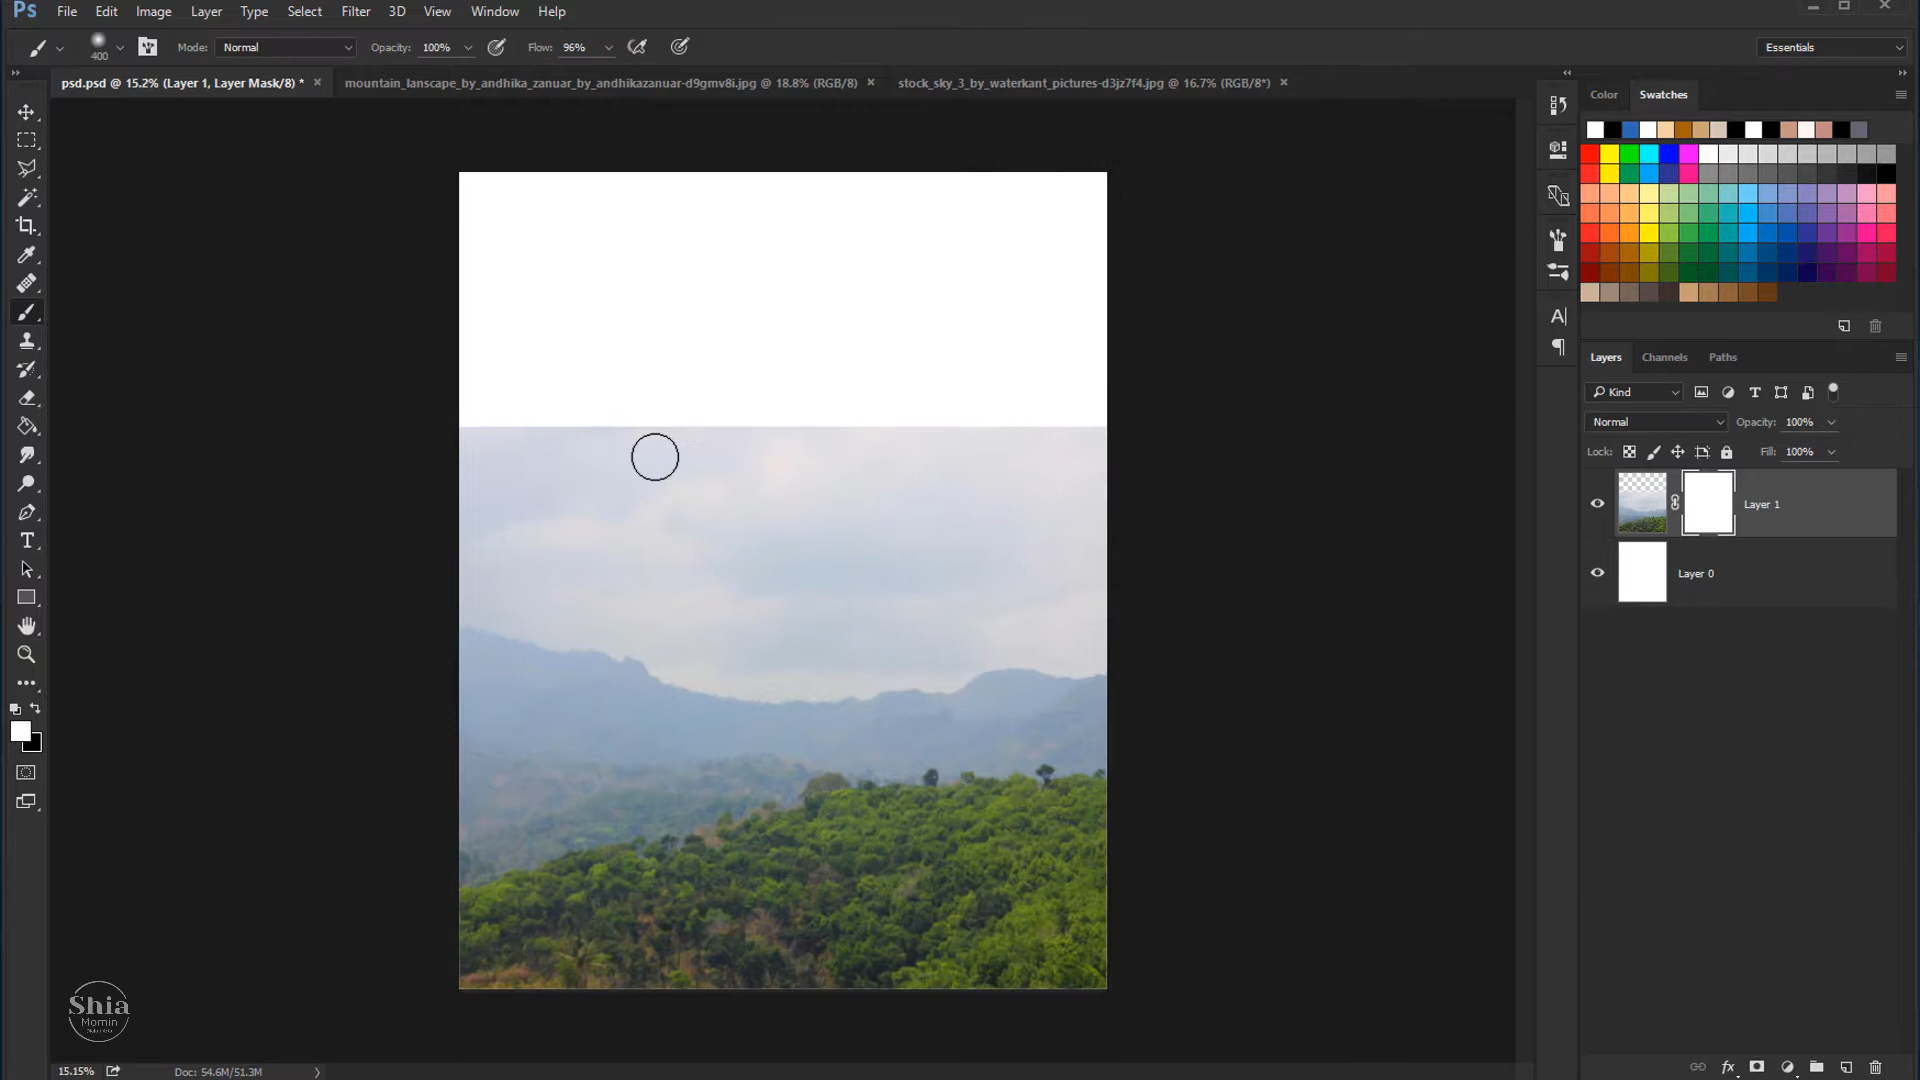 Ps File Edit Image Layer Type Select Filter 3D View Window Help
400 Mode: Normal Opacity: 100% Flow: 96% Essentials
psd.psd @ 15.2% (Layer 1, Layer Mask/8) * × mountain_lanscape_by_andhika_zanuar_by_andhikazanuar-d9gmv8i.jpg @ 18.8% (RGB/8) × stock_sky_3_by_waterkant_pictures-d3jz7f4.jpg @ 16.7% (RGB/8*) ×
Color Swatches
Layers Channels Paths
Kind
Normal Opacity: 100%
Lock: Fill: 100%
Layer 1
Layer 0
Shia
Momin
15.15% Doc: 54.6M/51.3M